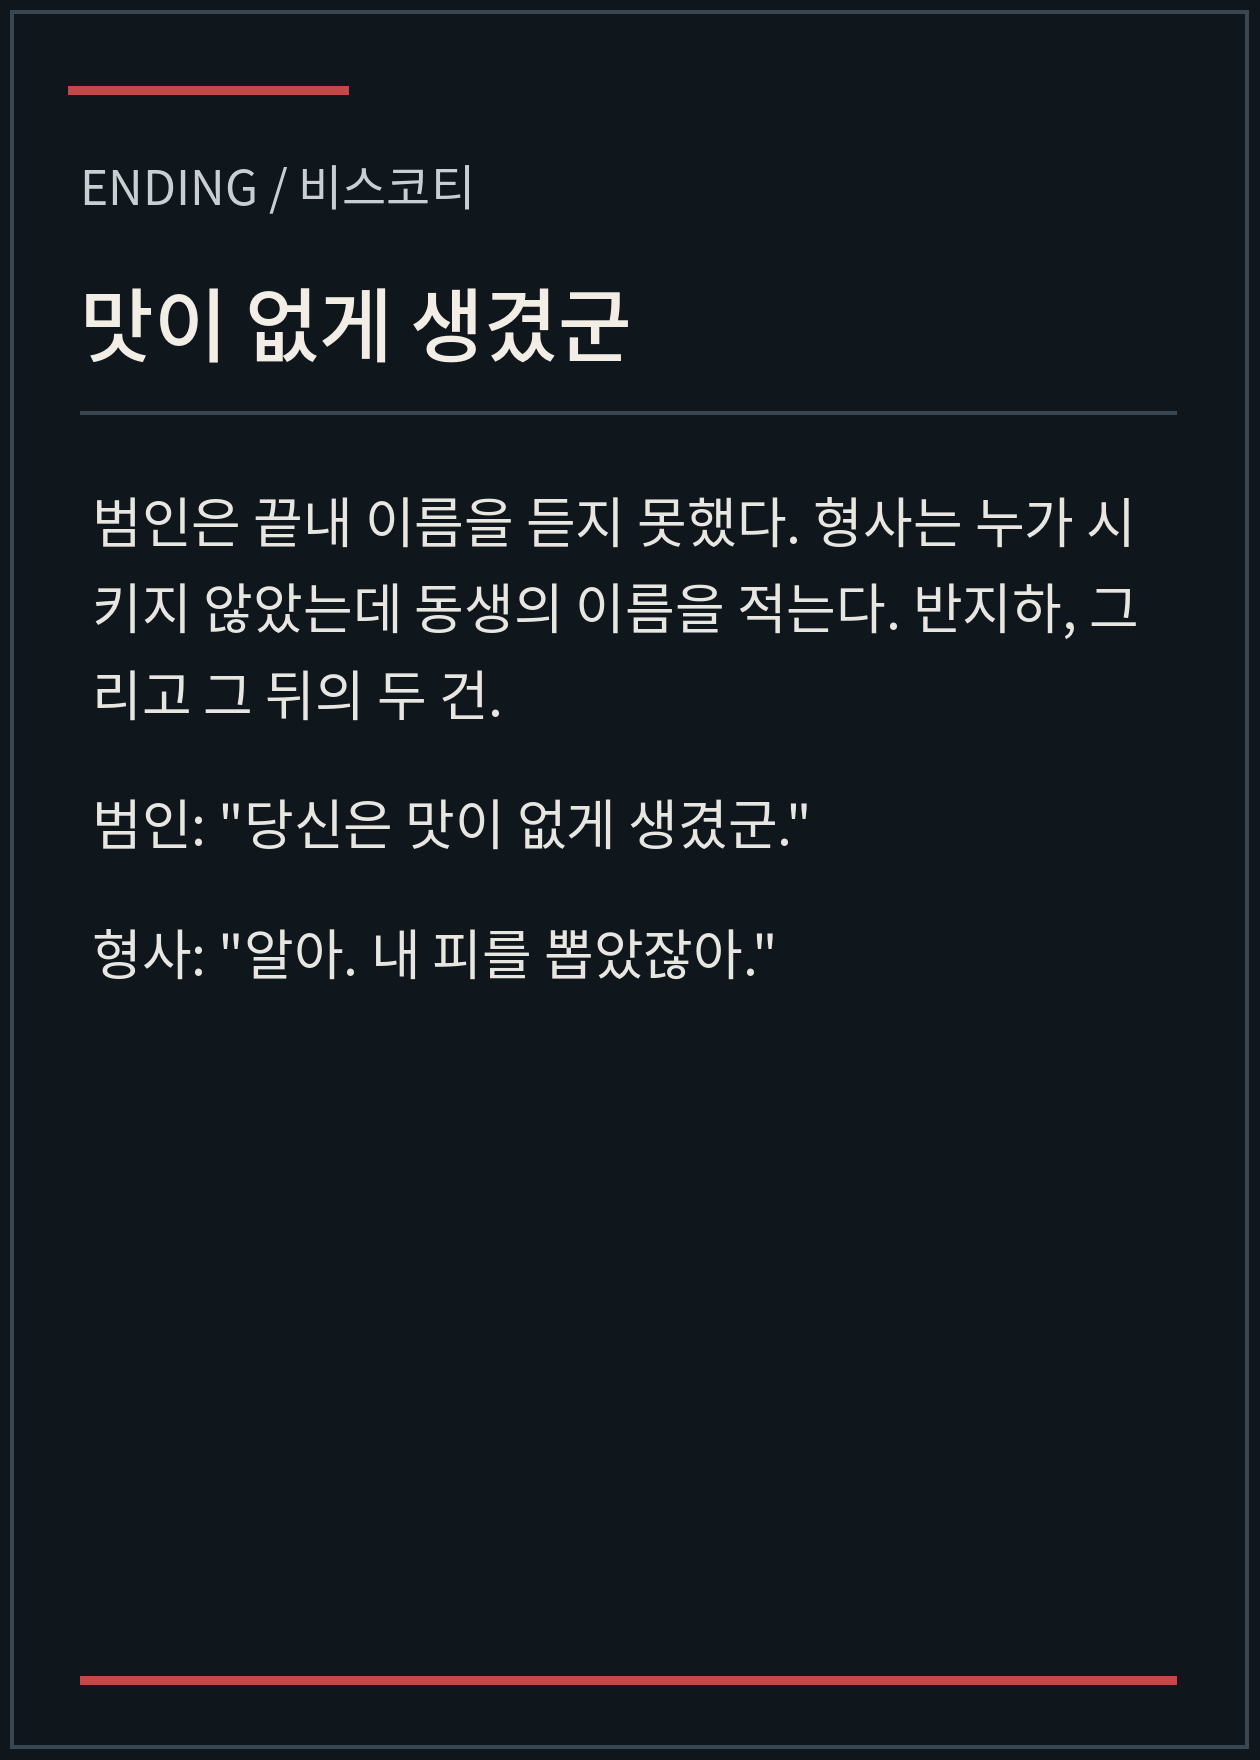 ENDING / 비스코티
맛이 없게 생겼군
범인은 끝내 이름을 듣지 못했다. 형사는 누가 시
키지 않았는데 동생의 이름을 적는다. 반지하, 그
리고 그 뒤의 두 건.
범인: "당신은 맛이 없게 생겼군."
형사: "알아. 내 피를 뽑았잖아."